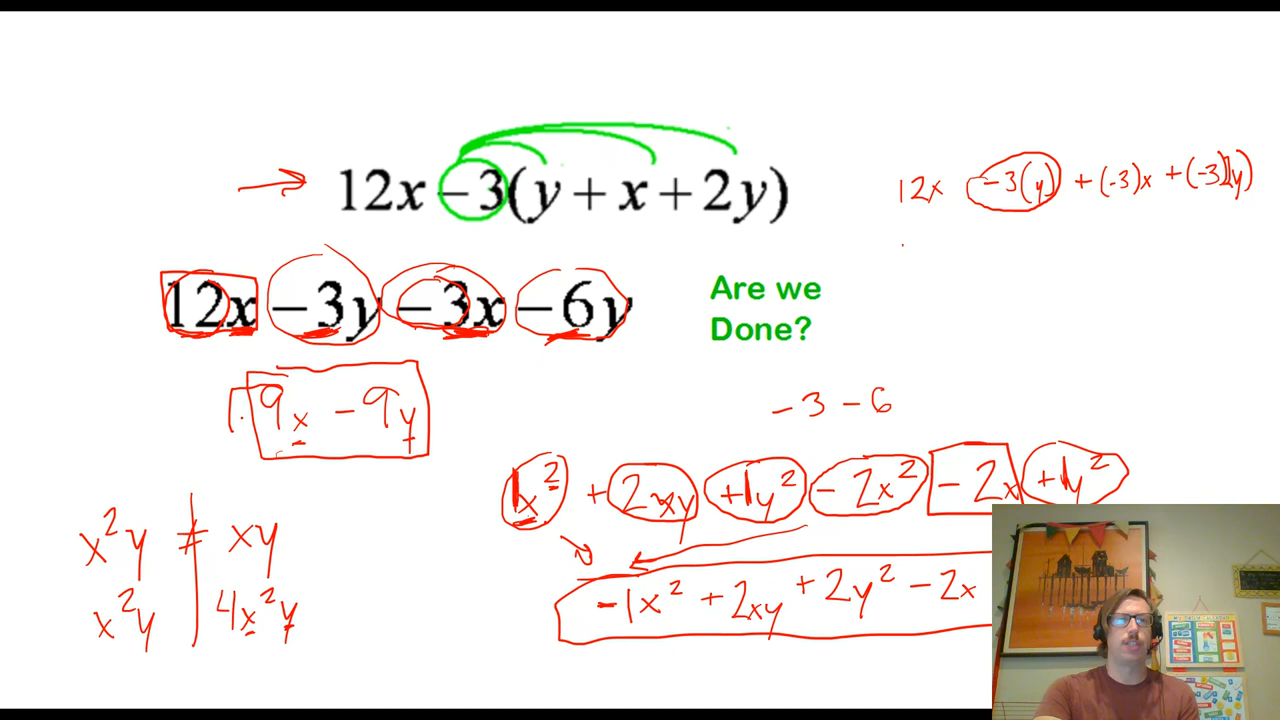 12x − 3(y + x + 2y)
12x −3(y) + (-3)x + (-3)(2y)
12x − 3y − 3x − 6y
Are we
Done?
9x − 9y
−3 − 6
1x² + 2xy + 1y² − 2x² − 2x + 1y²
x²y ≠ xy
-1x² + 2xy + 2y² − 2x
x²y | 4x²y